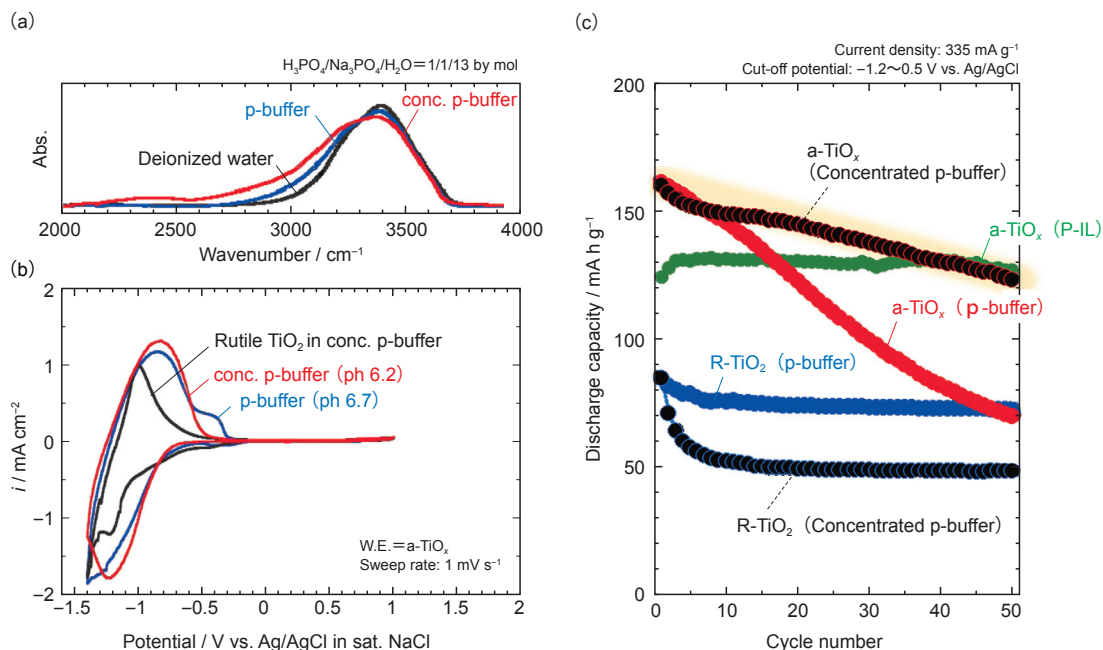 (a)
H₃PO₄/Na₃PO₄/H₂O=1/1/13 by mol
p-buffer
conc. p-buffer
Deionized water
Abs.
2000 2500 3000 3500 4000
Wavenumber / cm⁻¹
(b)
2
1
0
−1
−2
i / mA cm⁻²
Rutile TiO₂ in conc. p-buffer
conc. p-buffer (ph 6.2)
p-buffer (ph 6.7)
W.E.=a-TiOₓ
Sweep rate: 1 mV s⁻¹
−1.5 −1 −0.5 0 0.5 1 1.5 2
Potential / V vs. Ag/AgCl in sat. NaCl
(c)
Current density: 335 mA g⁻¹
Cut-off potential: −1.2～0.5 V vs. Ag/AgCl
200
150
100
50
0
Discharge capacity / mA h g⁻¹
a-TiOₓ
(Concentrated p-buffer)
a-TiOₓ (P-IL)
a-TiOₓ (p-buffer)
R-TiO₂ (p-buffer)
R-TiO₂ (Concentrated p-buffer)
0 10 20 30 40 50
Cycle number